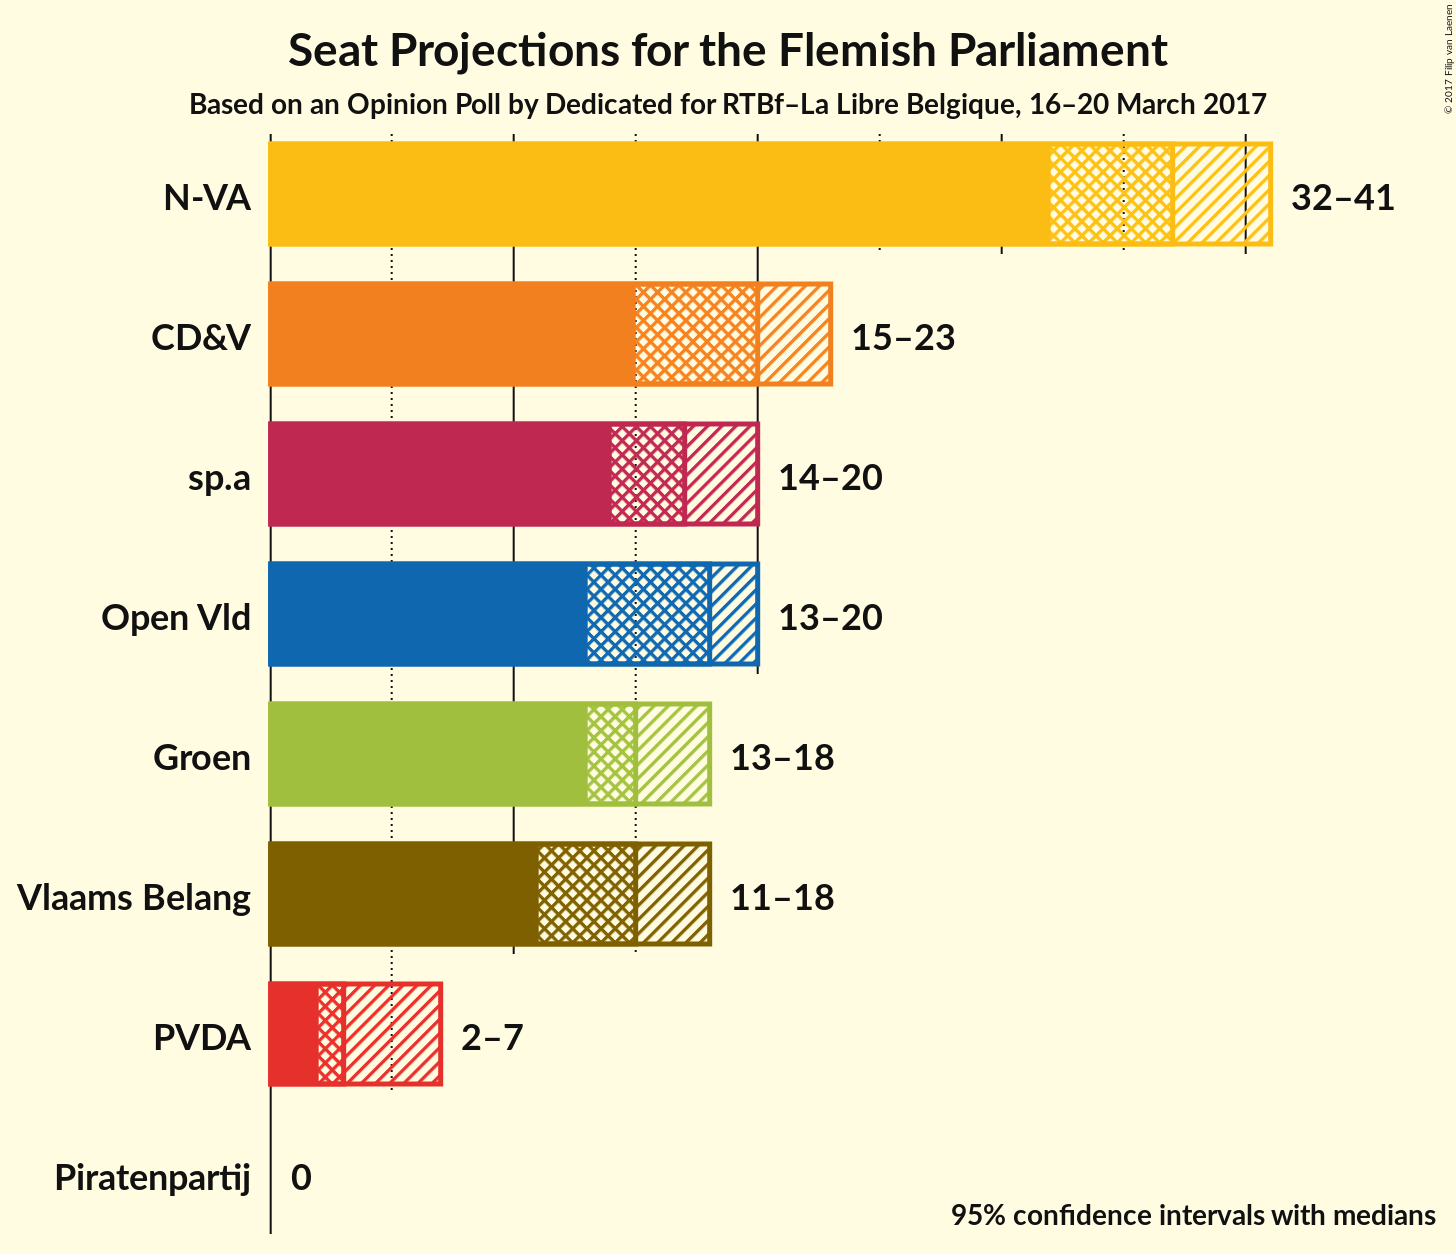 Seat Projections for the Flemish Parliament
Based on an Opinion Poll by Dedicated for RTBf–La Libre Belgique, 16–20 March 2017
© 2017 Filip van Laenen
N-VA 32–41
CD&V 15–23
sp.a 14–20
Open Vld 13–20
Groen 13–18
Vlaams Belang 11–18
PVDA 2–7
Piratenpartij 0
95% confidence intervals with medians